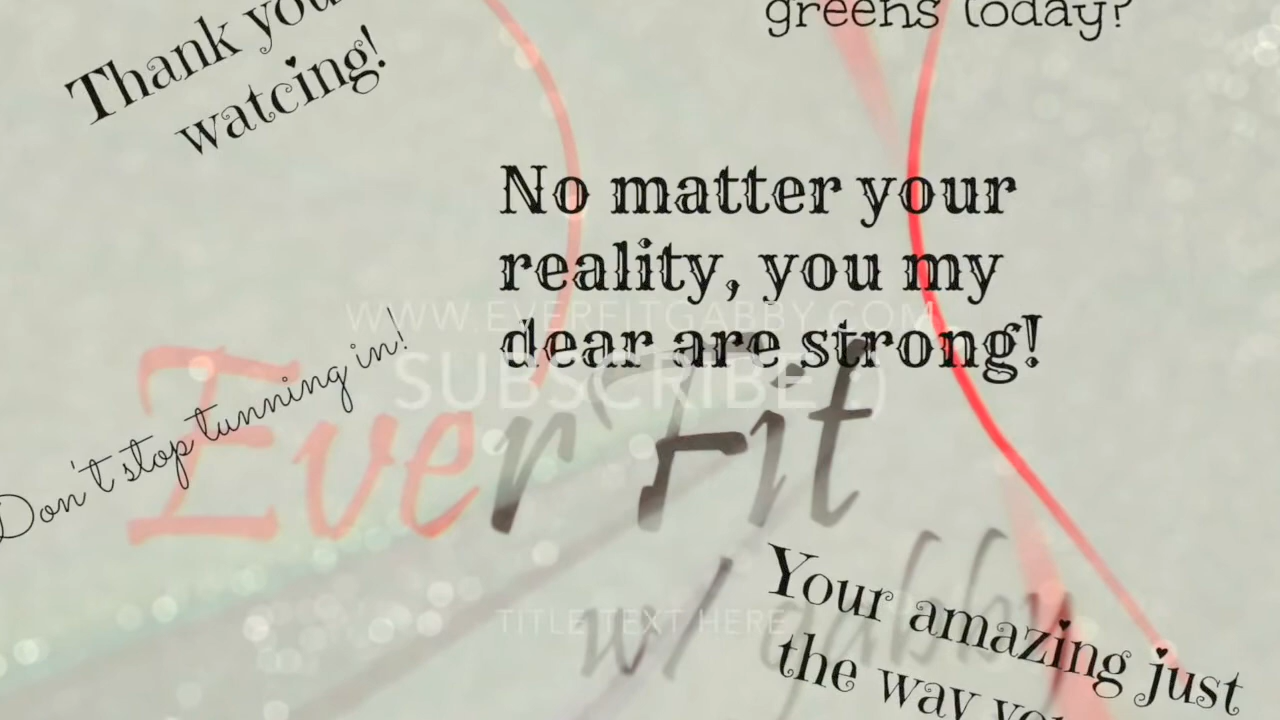 Thank you
watcing!
greens today?
No matter your
reality, you my
dear are strong!
WWW.EVERFITGABBY.COM
SUBSCRIBE :)
Don't stop tunning in!
Ever Fit
w/ gabby
TITLE TEXT HERE
Your amazing just
the way you